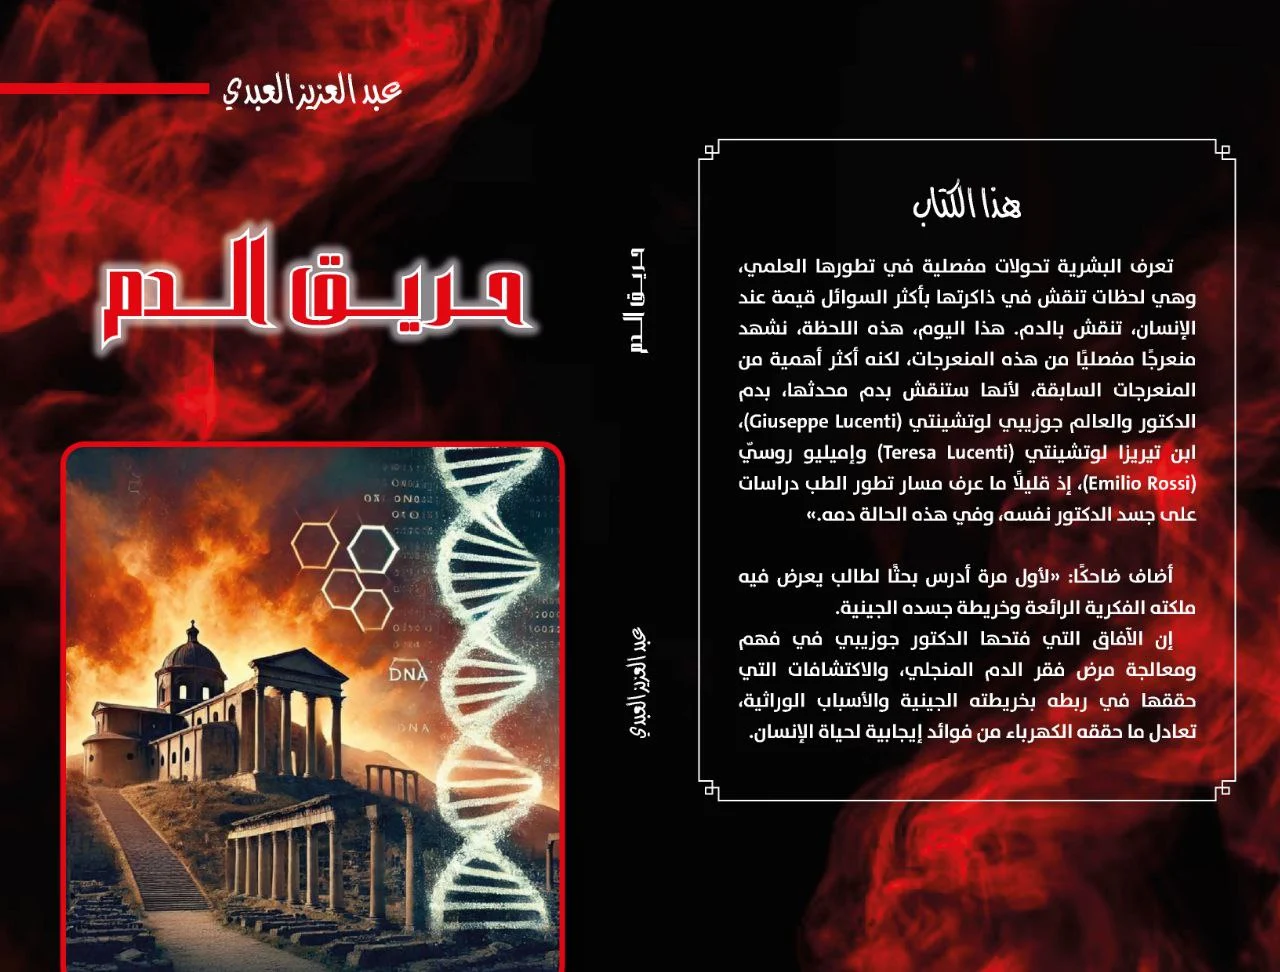 عبد العزيز العبدي
حريق الدم
DNA
DNA
حريق الدم
عبد العزيز العبدي
هذا الكتاب
تعرف البشرية تحولات مفصلية في تطورها العلمي،
وهي لحظات تنقش في ذاكرتها بأكثر السوائل قيمة عند
الإنسان، تنقش بالدم. هذا اليوم، هذه اللحظة، نشهد
منعرجًا مفصليًا من هذه المنعرجات، لكنه أكثر أهمية من
المنعرجات السابقة، لأنها ستنقش بدم محدثها، بدم
الدكتور والعالم جوزيبي لوتشينتي (Giuseppe Lucenti)،
ابن تيريزا لوتشينتي (Teresa Lucenti) وإميليو روسيّ
(Emilio Rossi)، إذ قليلًا ما عرف مسار تطور الطب دراسات
على جسد الدكتور نفسه، وفي هذه الحالة دمه.»
أضاف ضاحكًا: «لأول مرة أدرس بحثًا لطالب يعرض فيه
ملكته الفكرية الرائعة وخريطة جسده الجينية.
إن الآفاق التي فتحها الدكتور جوزيبي في فهم
ومعالجة مرض فقر الدم المنجلي، والاكتشافات التي
حققها في ربطه بخريطته الجينية والأسباب الوراثية،
تعادل ما حققه الكهرباء من فوائد إيجابية لحياة الإنسان.